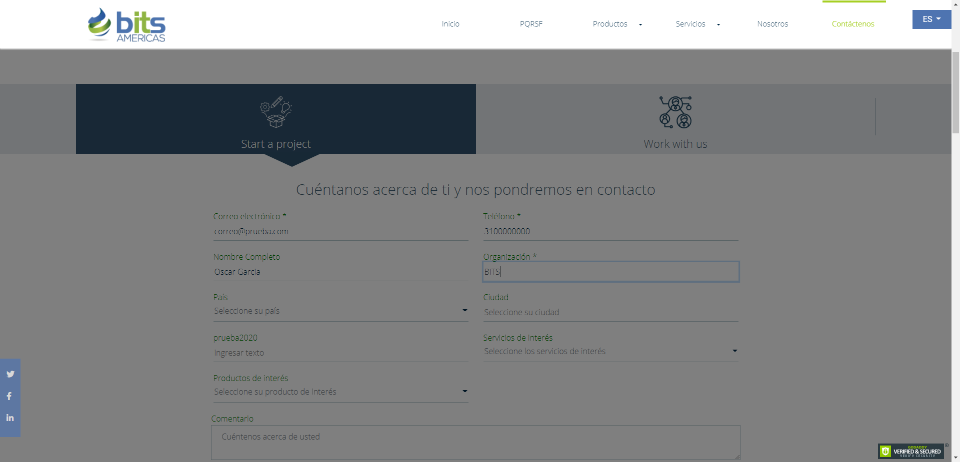 bits
AMERICAS
Inicio
PQRSF
Productos
Servicios
Nosotros
Contáctenos
ES
Start a project
Work with us
Cuéntanos acerca de ti y nos pondremos en contacto
Correo electrónico *
correo@prueba.com
Teléfono *
3100000000
Nombre Completo
Oscar García
Organización *
BITS
País
Seleccione su país
Ciudad
Seleccione su ciudad
prueba2020
Ingresar texto
Servicios de Interés
Seleccione los servicios de interés
Productos de Interés
Seleccione su producto de interés
Comentario
Cuéntenos acerca de usted
VERIFIED & SECURED